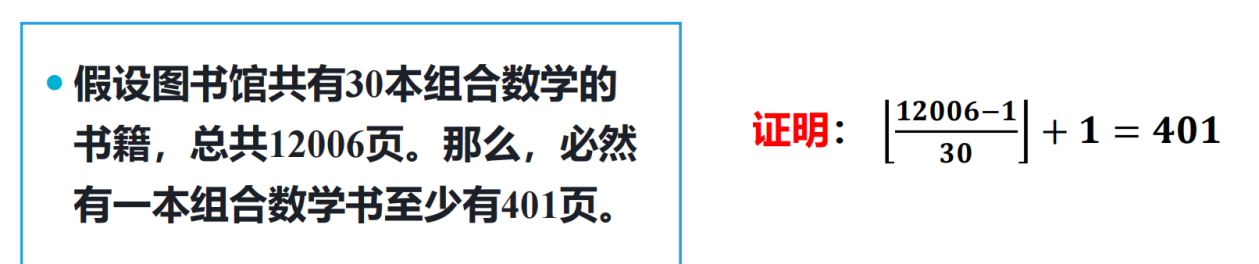 • 假设图书馆共有30本组合数学的
书籍，总共12006页。那么，必然
有一本组合数学书至少有401页。
证明： ⌊(12006−1)/30⌋ + 1 = 401